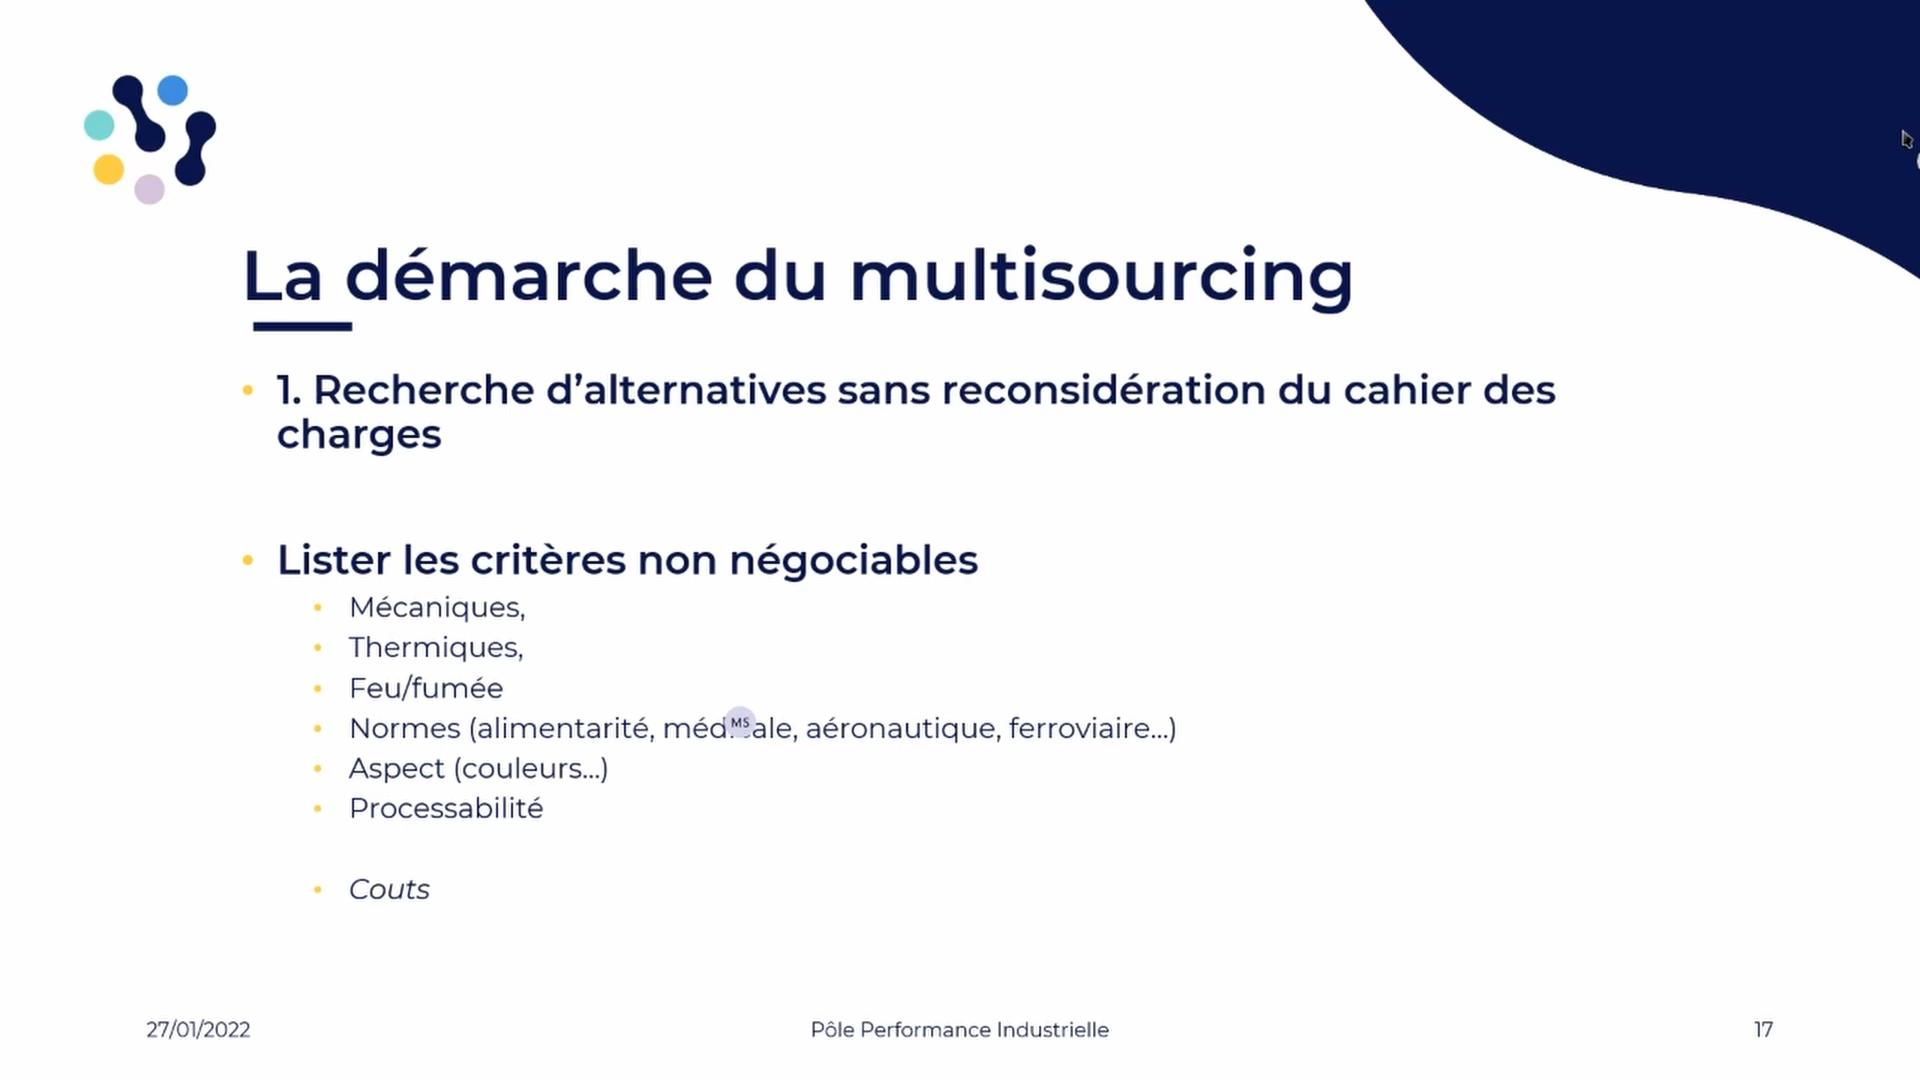 La démarche du multisourcing
• 1. Recherche d’alternatives sans reconsidération du cahier des
charges
• Lister les critères non négociables
• Mécaniques,
• Thermiques,
• Feu/fumée
• Normes (alimentarité, médicale, aéronautique, ferroviaire...)
MS
• Aspect (couleurs...)
• Processabilité
• Couts
27/01/2022
Pôle Performance Industrielle
17